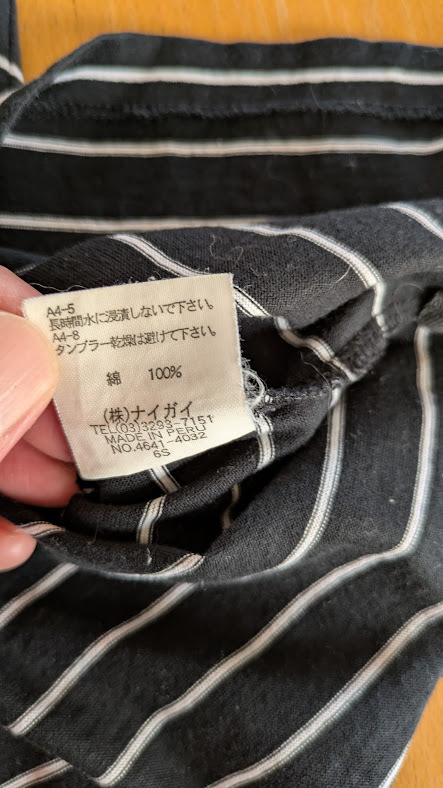 A4-5
長時間水に浸漬しないで下さい。
A4-8
タンブラー乾燥は避けて下さい。
綿 100%
(株)ナイガイ
TEL(03)3293-7151
MADE IN PERU
NO.4641-4032
6S